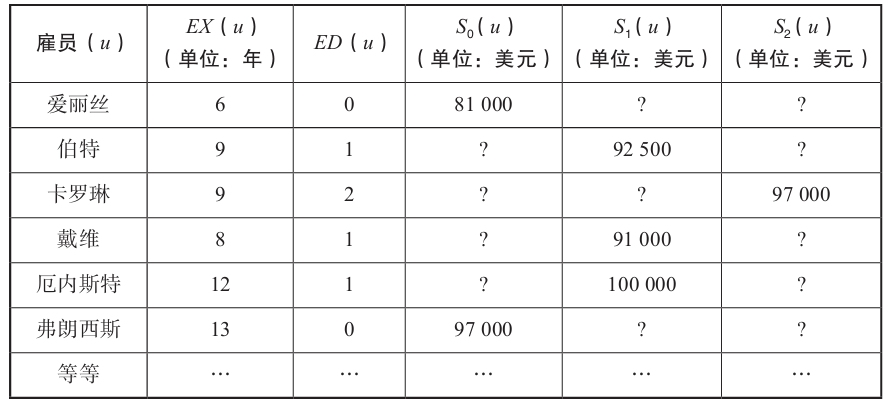 雇员（u） EX（u）（单位：年） ED（u） S₀（u）（单位：美元） S₁（u）（单位：美元） S₂（u）（单位：美元）
爱丽丝 6 0 81 000 ? ?
伯特 9 1 ? 92 500 ?
卡罗琳 9 2 ? ? 97 000
戴维 8 1 ? 91 000 ?
厄内斯特 12 1 ? 100 000 ?
弗朗西斯 13 0 97 000 ? ?
等等 … … … … …